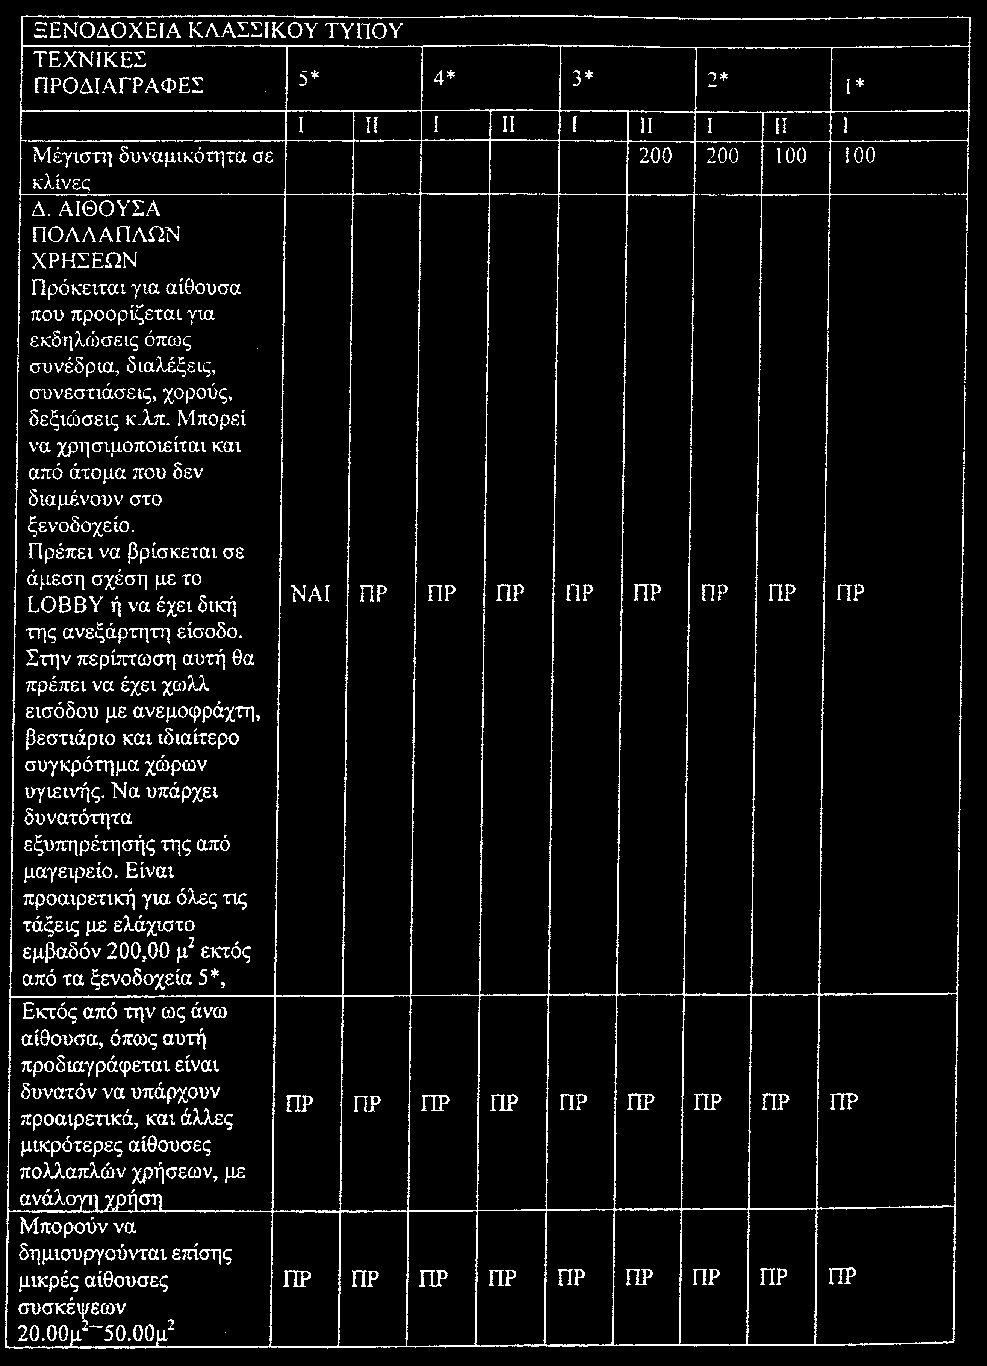 ΞΕΝΟΔΟΧΕΙΑ ΚΛΑΣΣΙΚΟΥ ΤΥΠΟΥ
ΤΕΧΝΙΚΕΣ
ΠΡΟΔΙΑΓΡΑΦΕΣ 5* 4* 3* 2* 1*
I II I II I II I II I
Μέγιστη δυναμικότητα σε 200 200 100 100
κλίνες
Δ. ΑΙΘΟΥΣΑ
ΠΟΛΛΑΠΛΩΝ
ΧΡΗΣΕΩΝ
Πρόκειται για αίθουσα
που προορίζεται για
εκδηλώσεις όπως
συνέδρια, διαλέξεις,
συνεστιάσεις, χορούς,
δεξιώσεις κ.λπ. Μπορεί
να χρησιμοποιείται και
από άτομα που δεν
διαμένουν στο
ξενοδοχείο.
Πρέπει να βρίσκεται σε
άμεση σχέση με το
LOBBY ή να έχει δική ΝΑΙ ΠΡ ΠΡ ΠΡ ΠΡ ΠΡ ΠΡ ΠΡ ΠΡ
της ανεξάρτητη είσοδο.
Στην περίπτωση αυτή θα
πρέπει να έχει χωλλ
εισόδου με ανεμοφράχτη,
βεστιάριο και ιδιαίτερο
συγκρότημα χώρων
υγιεινής. Να υπάρχει
δυνατότητα
εξυπηρέτησής της από
μαγειρείο. Είναι
προαιρετική για όλες τις
τάξεις με ελάχιστο
εμβαδόν 200,00 μ² εκτός
από τα ξενοδοχεία 5*,
Εκτός από την ως άνω
αίθουσα, όπως αυτή
προδιαγράφεται είναι
δυνατόν να υπάρχουν ΠΡ ΠΡ ΠΡ ΠΡ ΠΡ ΠΡ ΠΡ ΠΡ ΠΡ
προαιρετικά, και άλλες
μικρότερες αίθουσες
πολλαπλών χρήσεων, με
ανάλογη χρήση
Μπορούν να
δημιουργούνται επίσης
μικρές αίθουσες ΠΡ ΠΡ ΠΡ ΠΡ ΠΡ ΠΡ ΠΡ ΠΡ ΠΡ
συσκέψεων
20.00μ²–50.00μ²